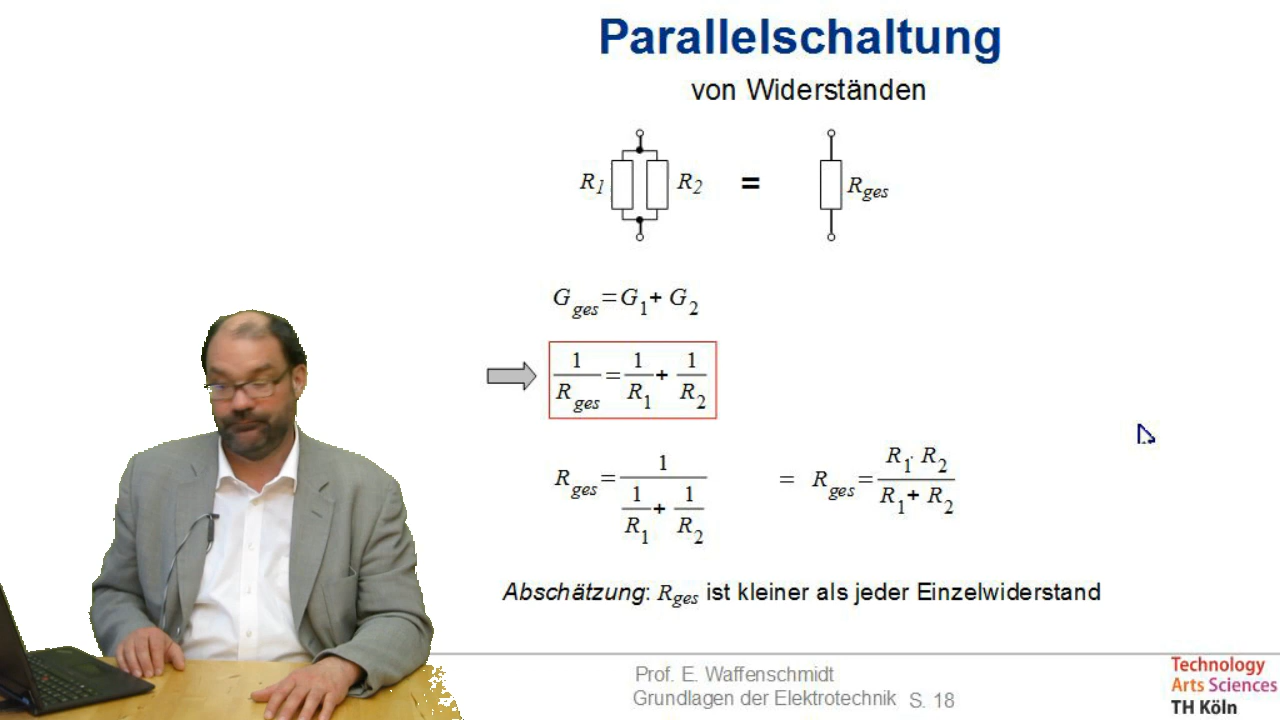 Parallelschaltung
von Widerständen
R1 R2 = Rges
Gges=G1+ G2
1/Rges=1/R1+1/R2
Rges=1/(1/R1+1/R2) = Rges=R1·R2/(R1+R2)
Abschätzung: Rges ist kleiner als jeder Einzelwiderstand
Prof. E. Waffenschmidt
Grundlagen der Elektrotechnik S. 18
Technology
Arts Sciences
TH Köln